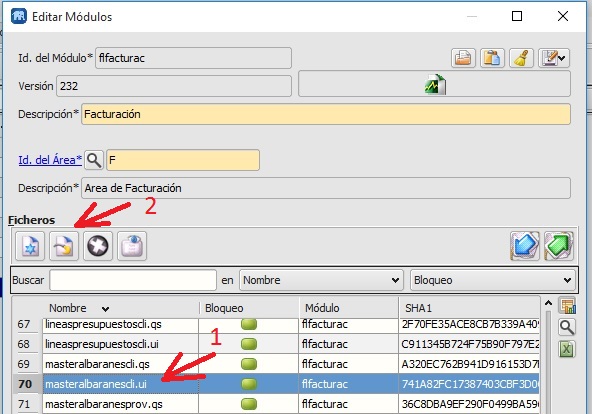 Editar Módulos
Id. del Módulo* flfacturac
Versión 232
Descripción* Facturación
Id. del Área* F
Descripción* Area de Facturación
2
Ficheros
Buscar en Nombre Bloqueo
Nombre Bloqueo Módulo SHA1
67 lineaspresupuestoscli.qs flfacturac 2F70FE35ACE8CB7B339A409
68 lineaspresupuestoscli.ui flfacturac C911345B724F75B90F797E2
1
69 masteralbaranescli.qs flfacturac A320EC762B941D916153D7
70 masteralbaranescli.ui flfacturac 741A82FC17387403CBF3D0
71 masteralbaranesprov.qs flfacturac 36C8DBA9EF290F0499BA59